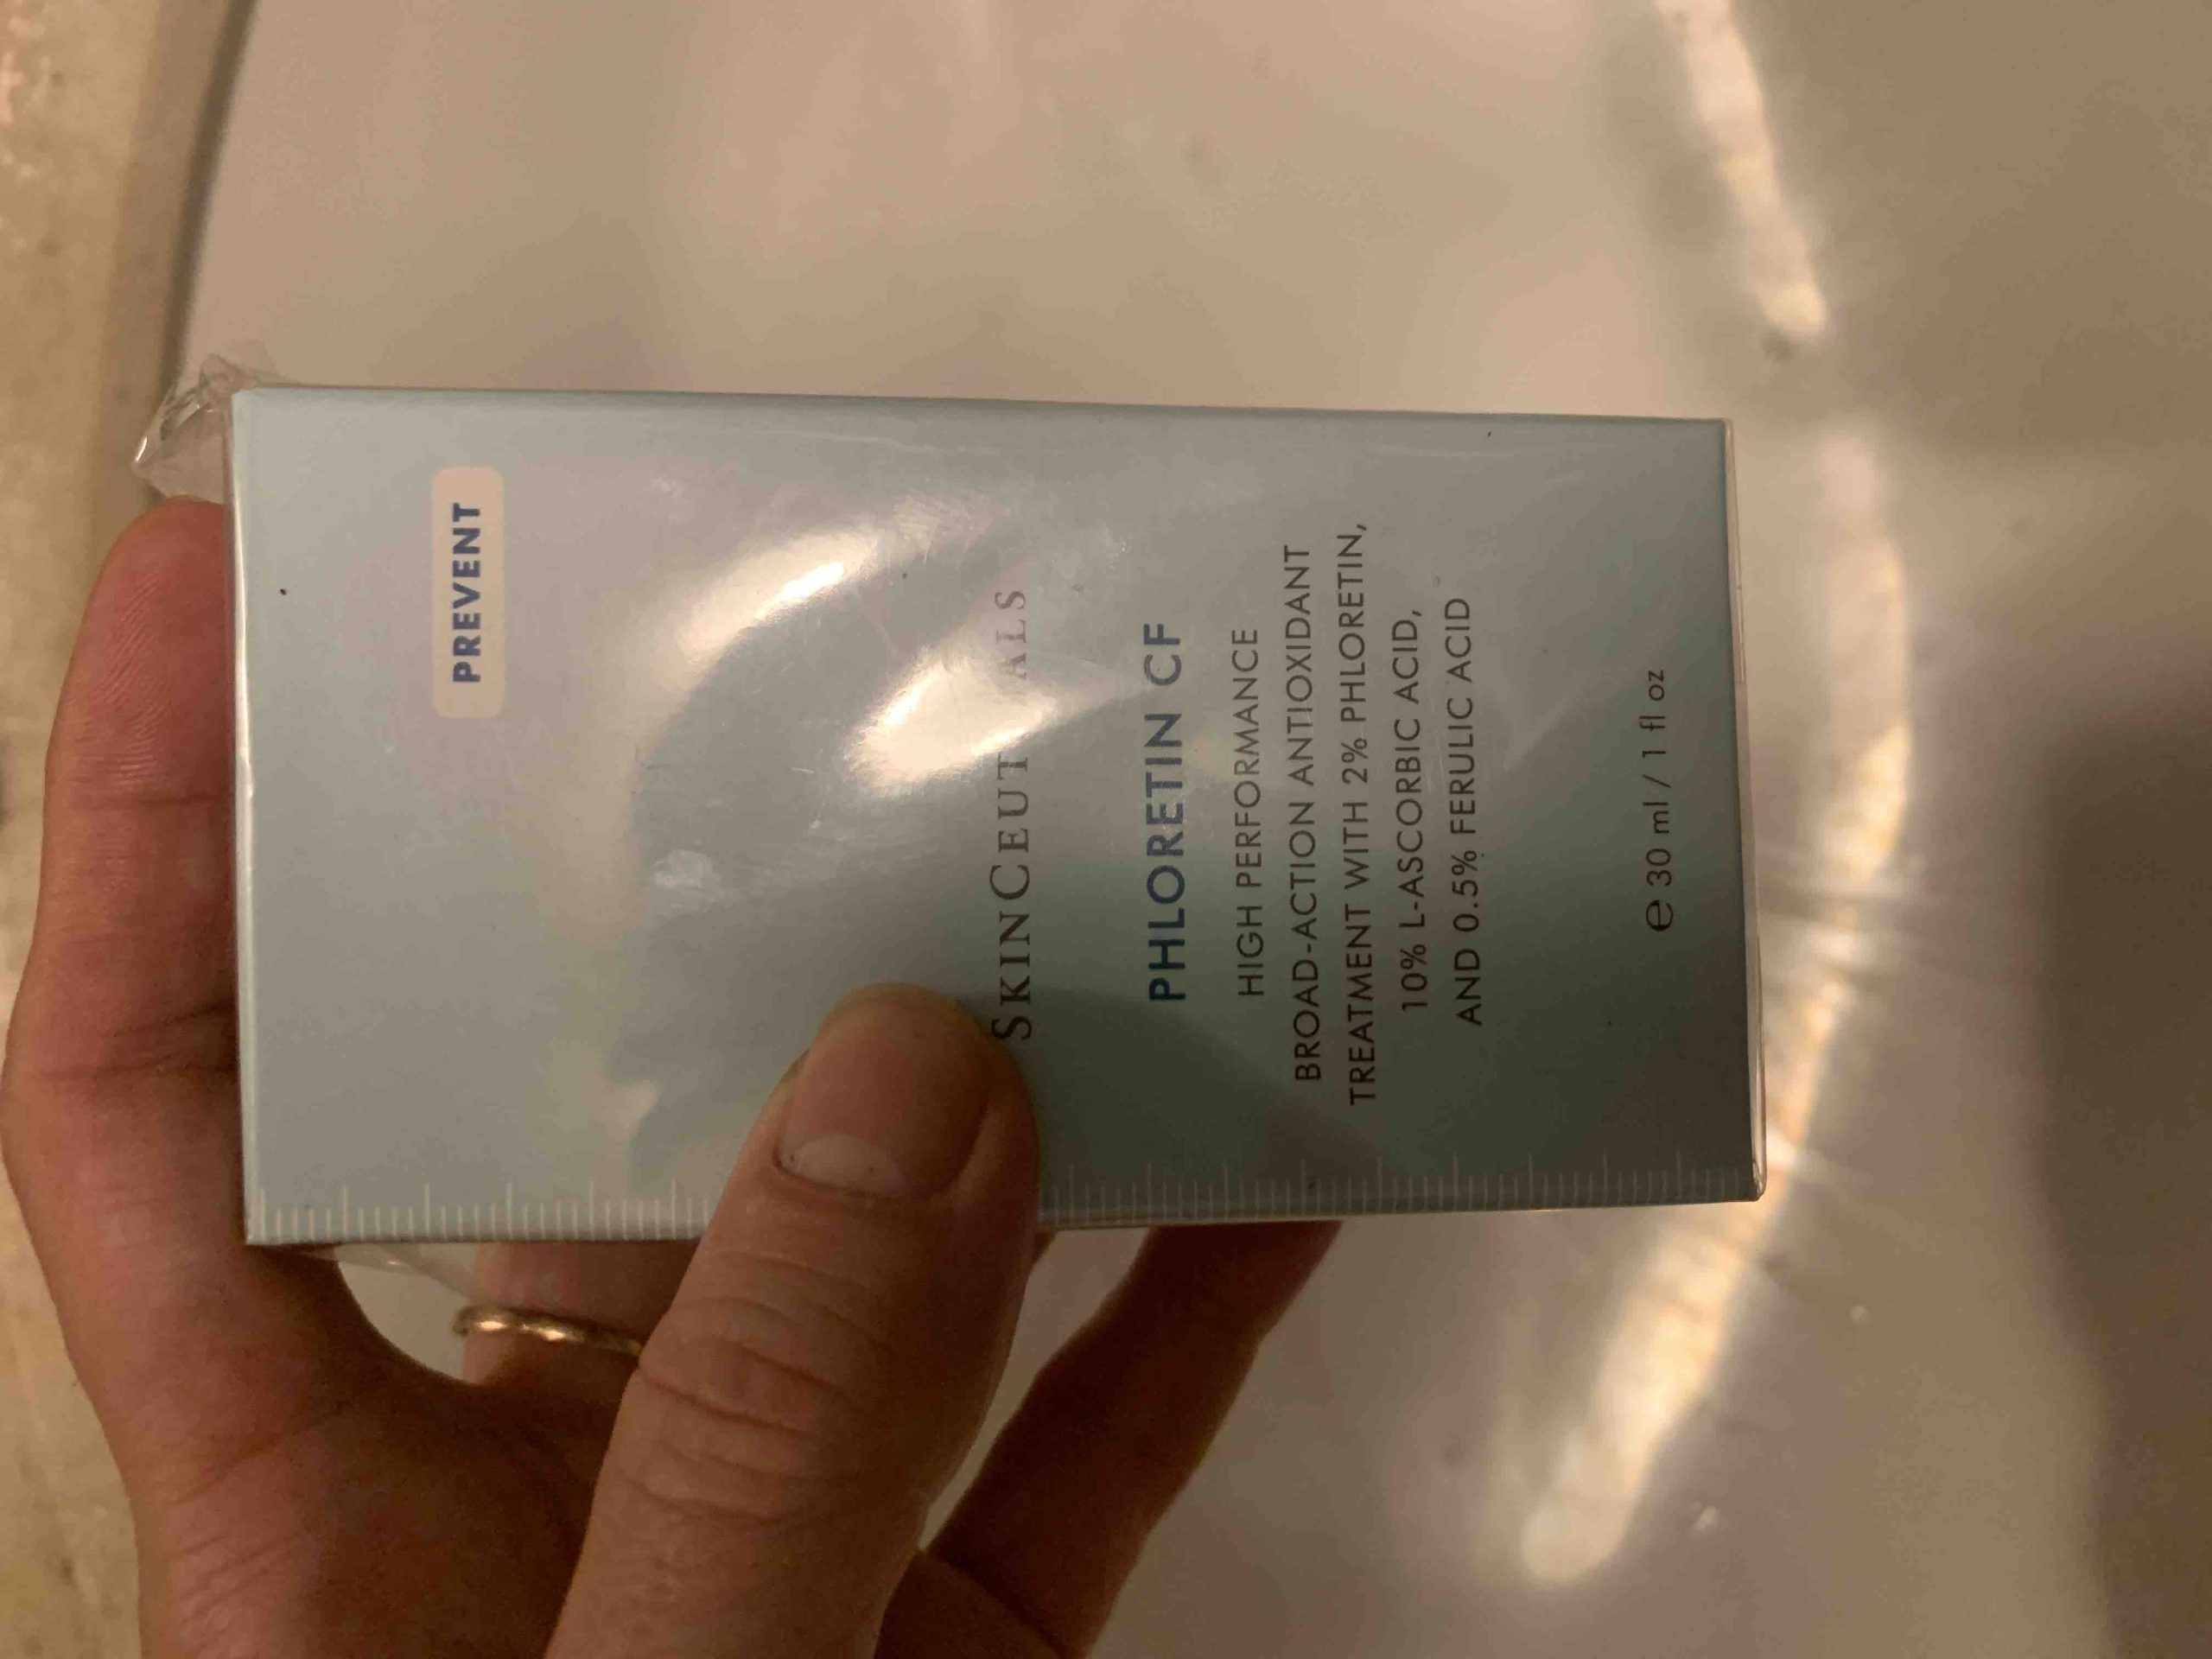 PREVENT
PHLORETIN CF
HIGH PERFORMANCE
BROAD-ACTION ANTIOXIDANT
TREATMENT WITH 2% PHLORETIN,
10% L-ASCORBIC ACID,
AND 0.5% FERULIC ACID
e 30 ml / 1 fl oz